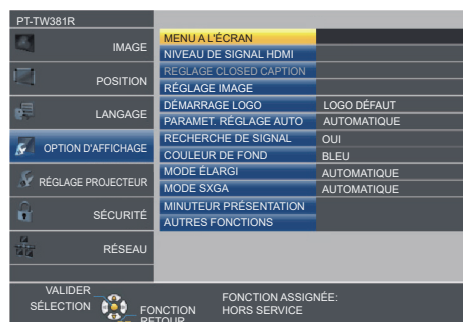 PT-TW381R
IMAGE
POSITION
LANGAGE
OPTION D'AFFICHAGE
RÉGLAGE PROJECTEUR
SÉCURITÉ
RÉSEAU
MENU A L'ÉCRAN
NIVEAU DE SIGNAL HDMI
REGLAGE CLOSED CAPTION
RÉGLAGE IMAGE
DÉMARRAGE LOGO LOGO DÉFAUT
PARAMET. RÉGLAGE AUTO AUTOMATIQUE
RECHERCHE DE SIGNAL OUI
COULEUR DE FOND BLEU
MODE ÉLARGI AUTOMATIQUE
MODE SXGA AUTOMATIQUE
MINUTEUR PRÉSENTATION
AUTRES FONCTIONS
VALIDER
SÉLECTION
FONCTION
RETOUR
FONCTION ASSIGNÉE:
HORS SERVICE